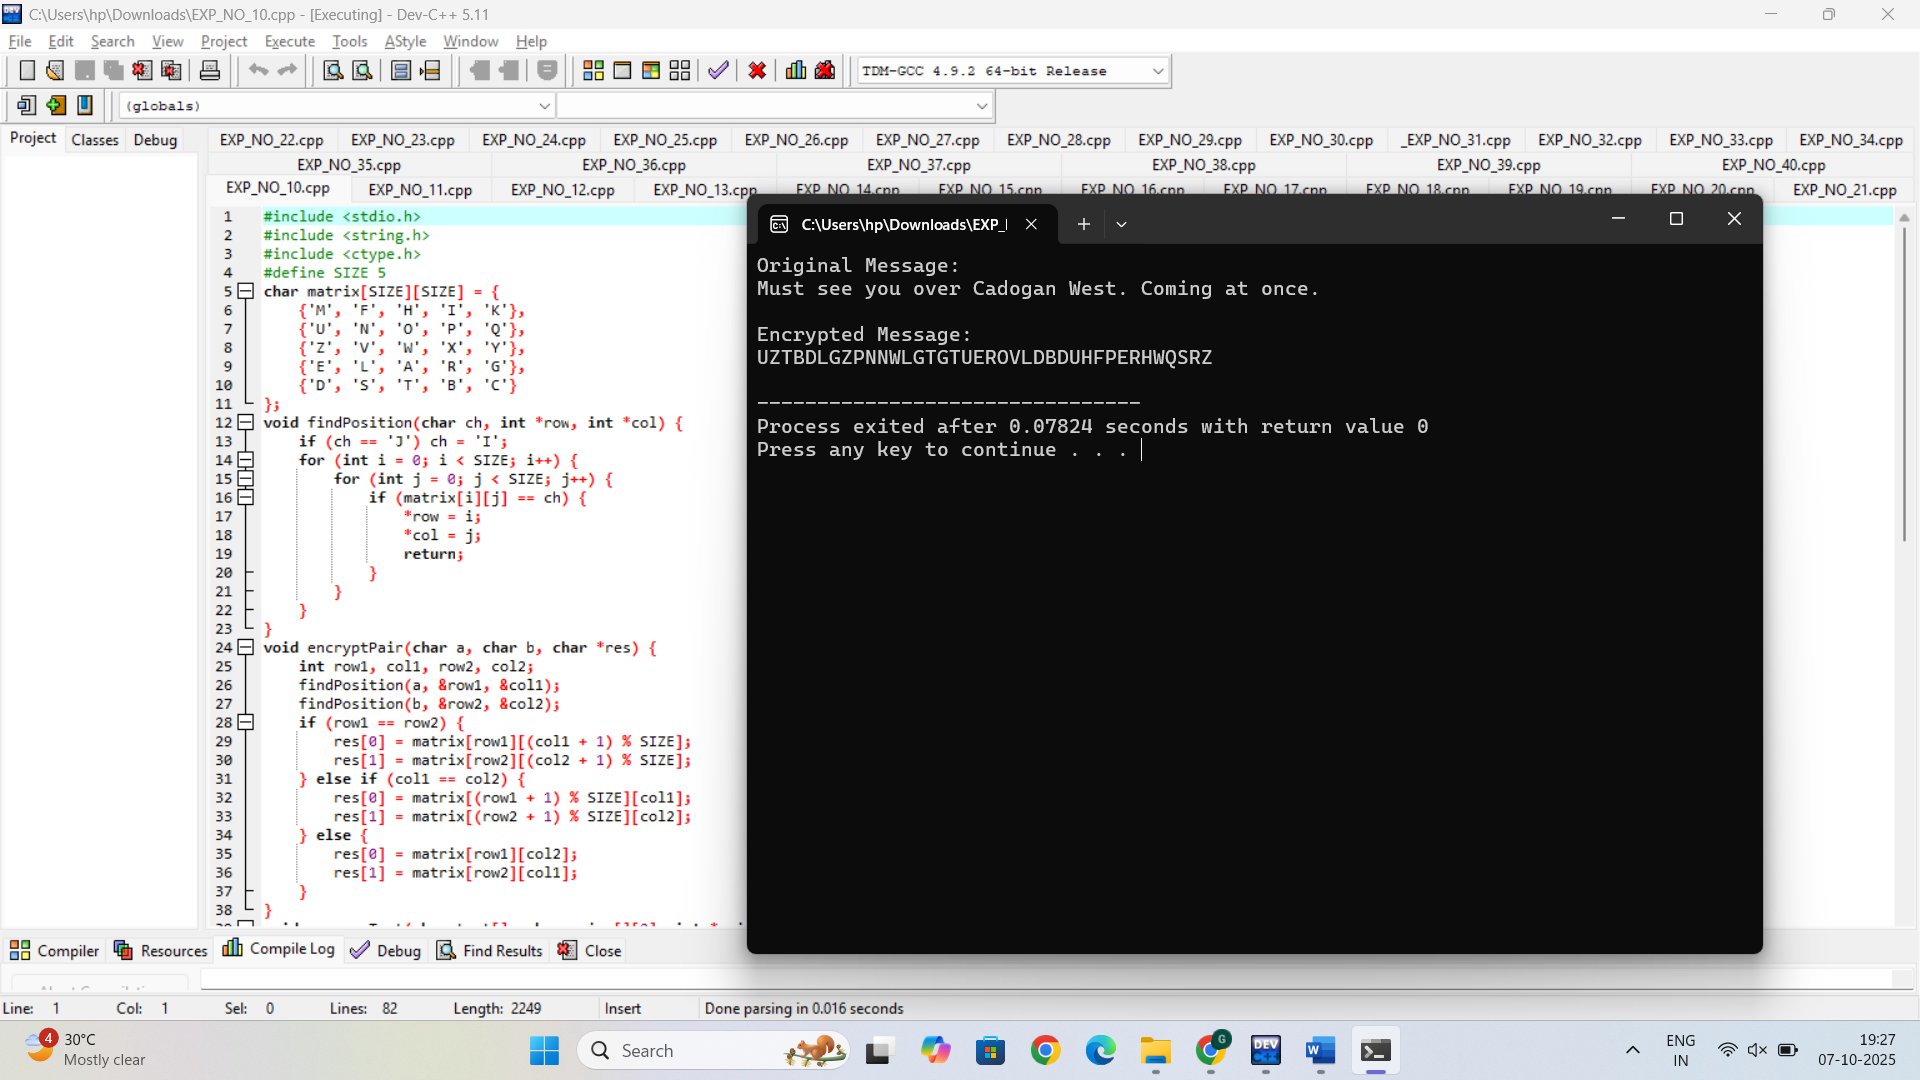 C:\Users\hp\Downloads\EXP_NO_10.cpp - [Executing] - Dev-C++ 5.11
File Edit Search View Project Execute Tools AStyle Window Help
TDM-GCC 4.9.2 64-bit Release
(globals)
Project Classes Debug
EXP_NO_22.cpp EXP_NO_23.cpp EXP_NO_24.cpp EXP_NO_25.cpp EXP_NO_26.cpp EXP_NO_27.cpp EXP_NO_28.cpp EXP_NO_29.cpp EXP_NO_30.cpp _EXP_NO_31.cpp EXP_NO_32.cpp EXP_NO_33.cpp EXP_NO_34.cpp
EXP_NO_35.cpp EXP_NO_36.cpp EXP_NO_37.cpp EXP_NO_38.cpp EXP_NO_39.cpp EXP_NO_40.cpp
EXP_NO_10.cpp EXP_NO_11.cpp EXP_NO_12.cpp EXP_NO_13.cpp EXP_NO_14.cpp EXP_NO_15.cpp EXP_NO_16.cpp EXP_NO_17.cpp EXP_NO_18.cpp EXP_NO_19.cpp EXP_NO_20.cpp EXP_NO_21.cpp
1 #include <stdio.h>
2 #include <string.h>
3 #include <ctype.h>
4 #define SIZE 5
5 char matrix[SIZE][SIZE] = {
6 {'M', 'F', 'H', 'I', 'K'},
7 {'U', 'N', 'O', 'P', 'Q'},
8 {'Z', 'V', 'W', 'X', 'Y'},
9 {'E', 'L', 'A', 'R', 'G'},
10 {'D', 'S', 'T', 'B', 'C'}
11 };
12 void findPosition(char ch, int *row, int *col) {
13 if (ch == 'J') ch = 'I';
14 for (int i = 0; i < SIZE; i++) {
15 for (int j = 0; j < SIZE; j++) {
16 if (matrix[i][j] == ch) {
17 *row = i;
18 *col = j;
19 return;
20 }
21 }
22 }
23 }
24 void encryptPair(char a, char b, char *res) {
25 int row1, col1, row2, col2;
26 findPosition(a, &row1, &col1);
27 findPosition(b, &row2, &col2);
28 if (row1 == row2) {
29 res[0] = matrix[row1][(col1 + 1) % SIZE];
30 res[1] = matrix[row2][(col2 + 1) % SIZE];
31 } else if (col1 == col2) {
32 res[0] = matrix[(row1 + 1) % SIZE][col1];
33 res[1] = matrix[(row2 + 1) % SIZE][col2];
34 } else {
35 res[0] = matrix[row1][col2];
36 res[1] = matrix[row2][col1];
37 }
38 }
C:\Users\hp\Downloads\EXP_
Original Message:
Must see you over Cadogan West. Coming at once.
Encrypted Message:
UZTBDLGZPNNWLGTGTUEROVLDBDUHFPERHWQSRZ
--------------------------------
Process exited after 0.07824 seconds with return value 0
Press any key to continue . . .
Compiler Resources Compile Log Debug Find Results Close
Line: 1 Col: 1 Sel: 0 Lines: 82 Length: 2249 Insert Done parsing in 0.016 seconds
4
30°C
Mostly clear
Search
ENG
IN
19:27
07-10-2025